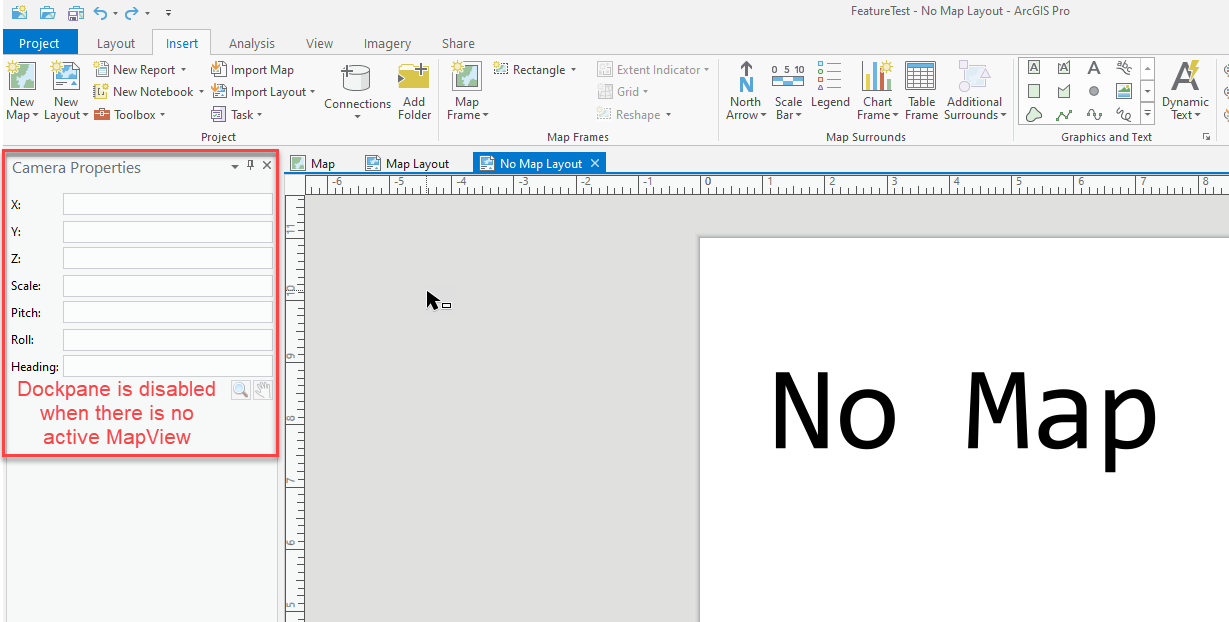 FeatureTest - No Map Layout - ArcGIS Pro
Project Layout Insert Analysis View Imagery Share
New Map
New Layout
New Report
New Notebook
Toolbox
Import Map
Import Layout
Task
Connections
Add Folder
Project
Map Frame
Rectangle
Extent Indicator
Grid
Reshape
Map Frames
North Arrow
0 5 10
Scale Bar
Legend
Chart Frame
Table Frame
Additional Surrounds
Map Surrounds
A A A
Graphics and Text
Dynamic Text
Camera Properties
X:
Y:
Z:
Scale:
Pitch:
Roll:
Heading:
Dockpane is disabled
when there is no
active MapView
Map Map Layout No Map Layout
-6 -5 -4 -3 -2 -1 0 1 2 3 4 5 6 7 8
11
10
9
8
7
6
5
No Map